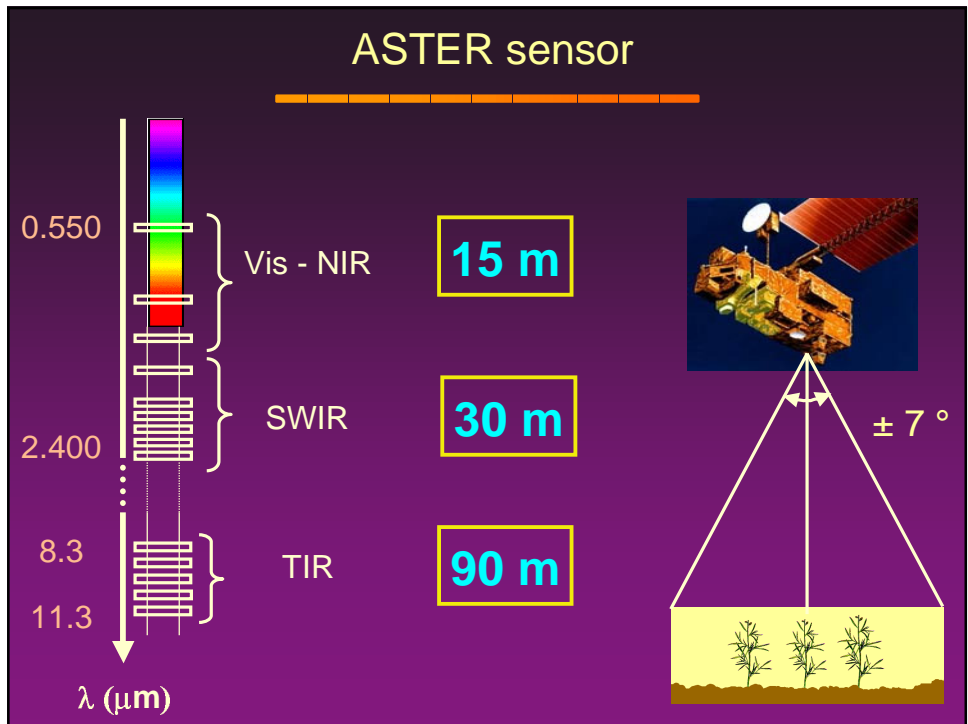 ASTER sensor
0.550
Vis - NIR
15 m
SWIR
30 m
± 7 °
2.400
8.3
TIR
90 m
11.3
λ (μm)